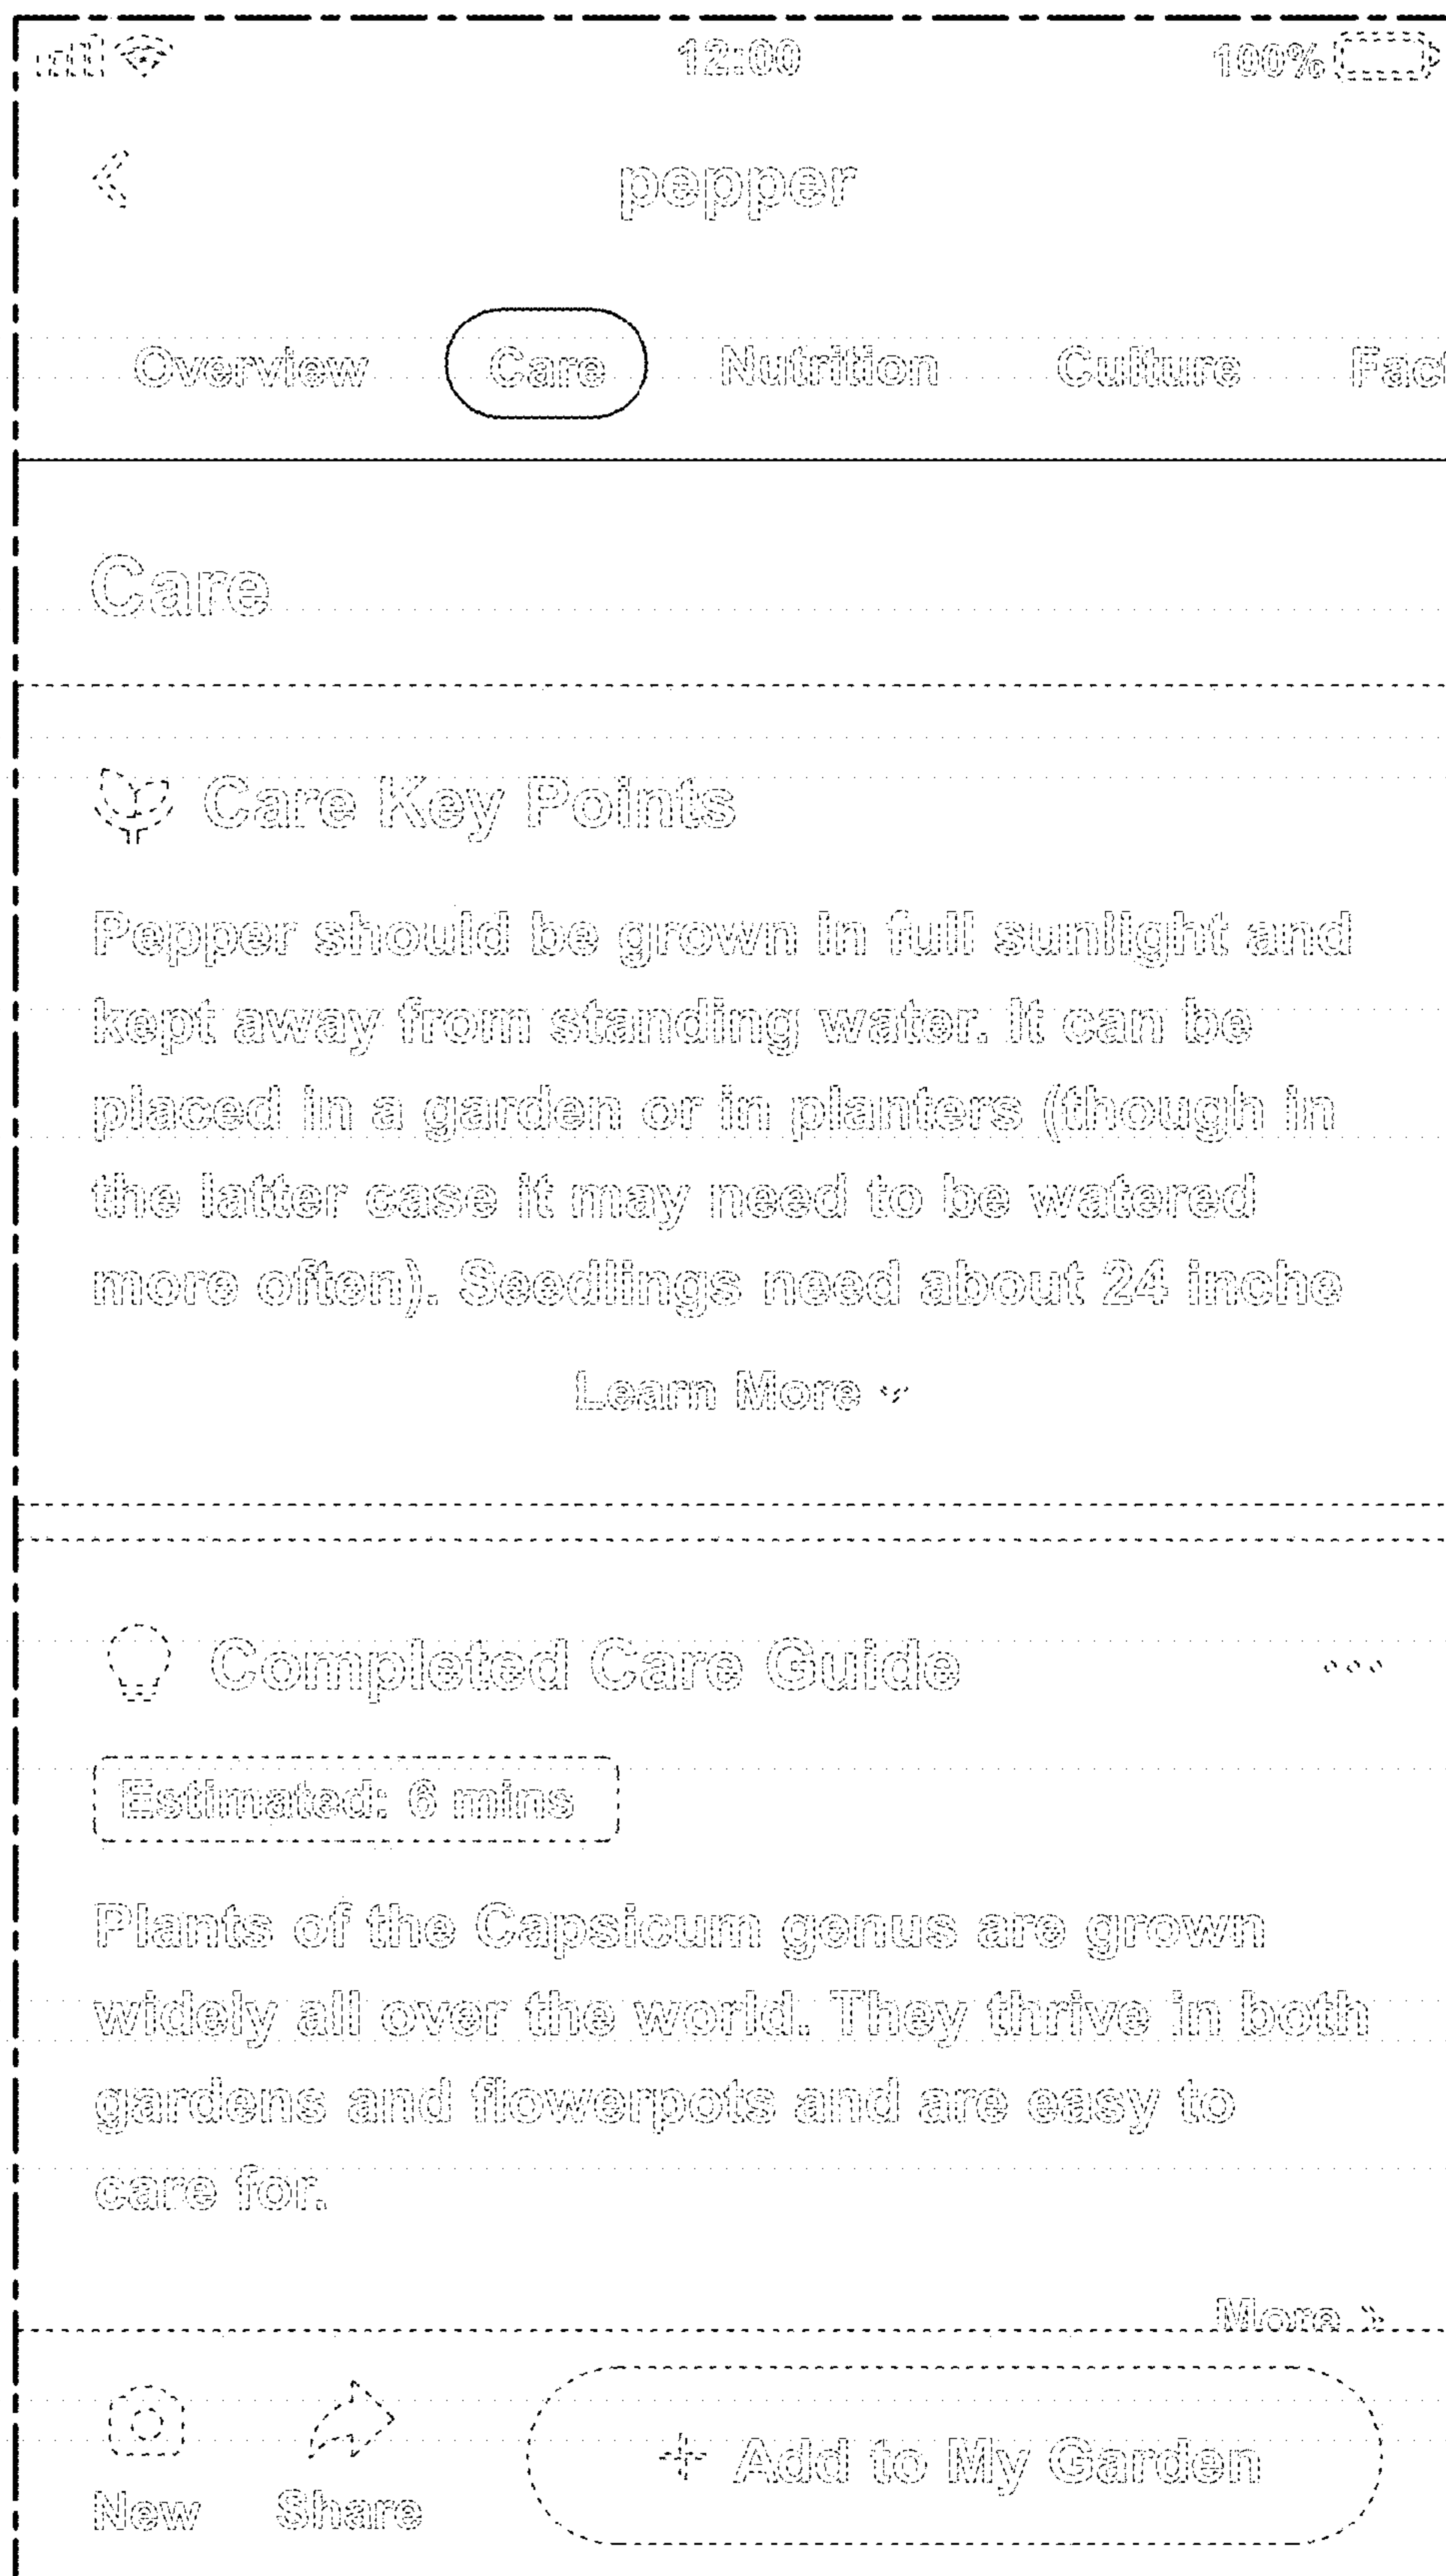 12:00 100%
pepper
Overview Care Nutrition Culture Fact
Care
Care Key Points
Pepper should be grown in full sunlight and
kept away from standing water. It can be
placed in a garden or in planters (though in
the latter case it may need to be watered
more often). Seedlings need about 24 inche
Learn More
Completed Care Guide
Estimated: 6 mins
Plants of the Capsicum genus are grown
widely all over the world. They thrive in both
gardens and flowerpots and are easy to
care for.
More »
+ Add to My Garden
New Share